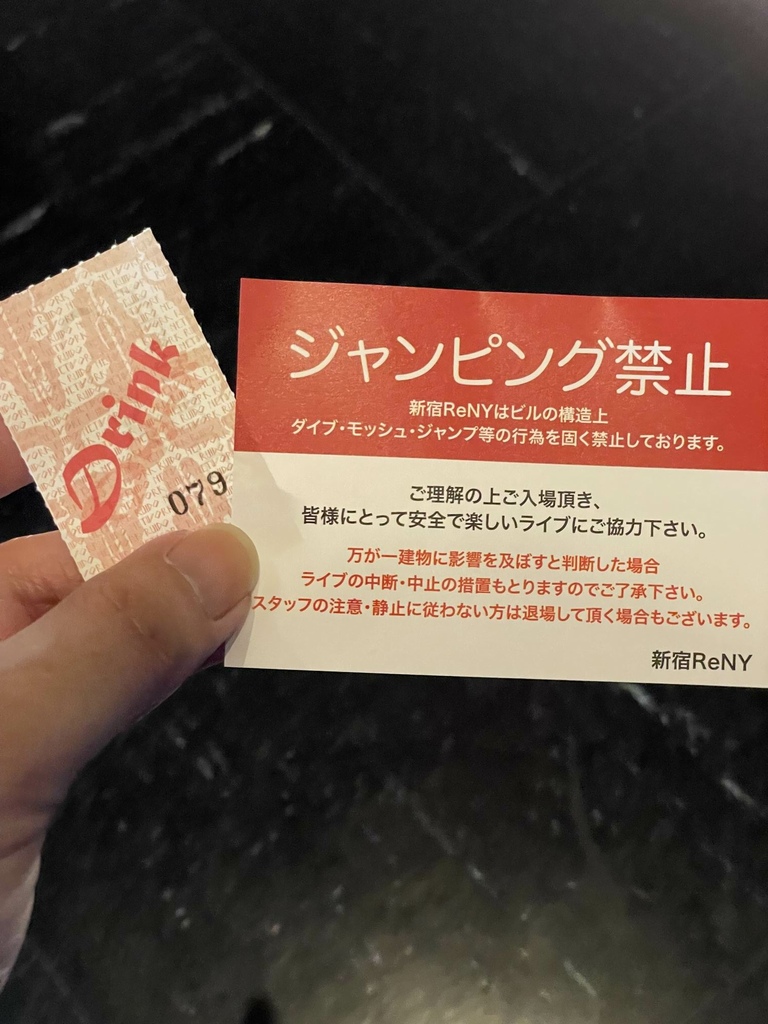 Drink
079
ジャンピング禁止
新宿ReNYはビルの構造上
ダイブ・モッシュ・ジャンプ等の行為を固く禁止しております。
ご理解の上ご入場頂き、
皆様にとって安全で楽しいライブにご協力下さい。
万が一建物に影響を及ぼすと判断した場合
ライブの中断・中止の措置もとりますのでご了承下さい。
スタッフの注意・静止に従わない方は退場して頂く場合もございます。
新宿ReNY